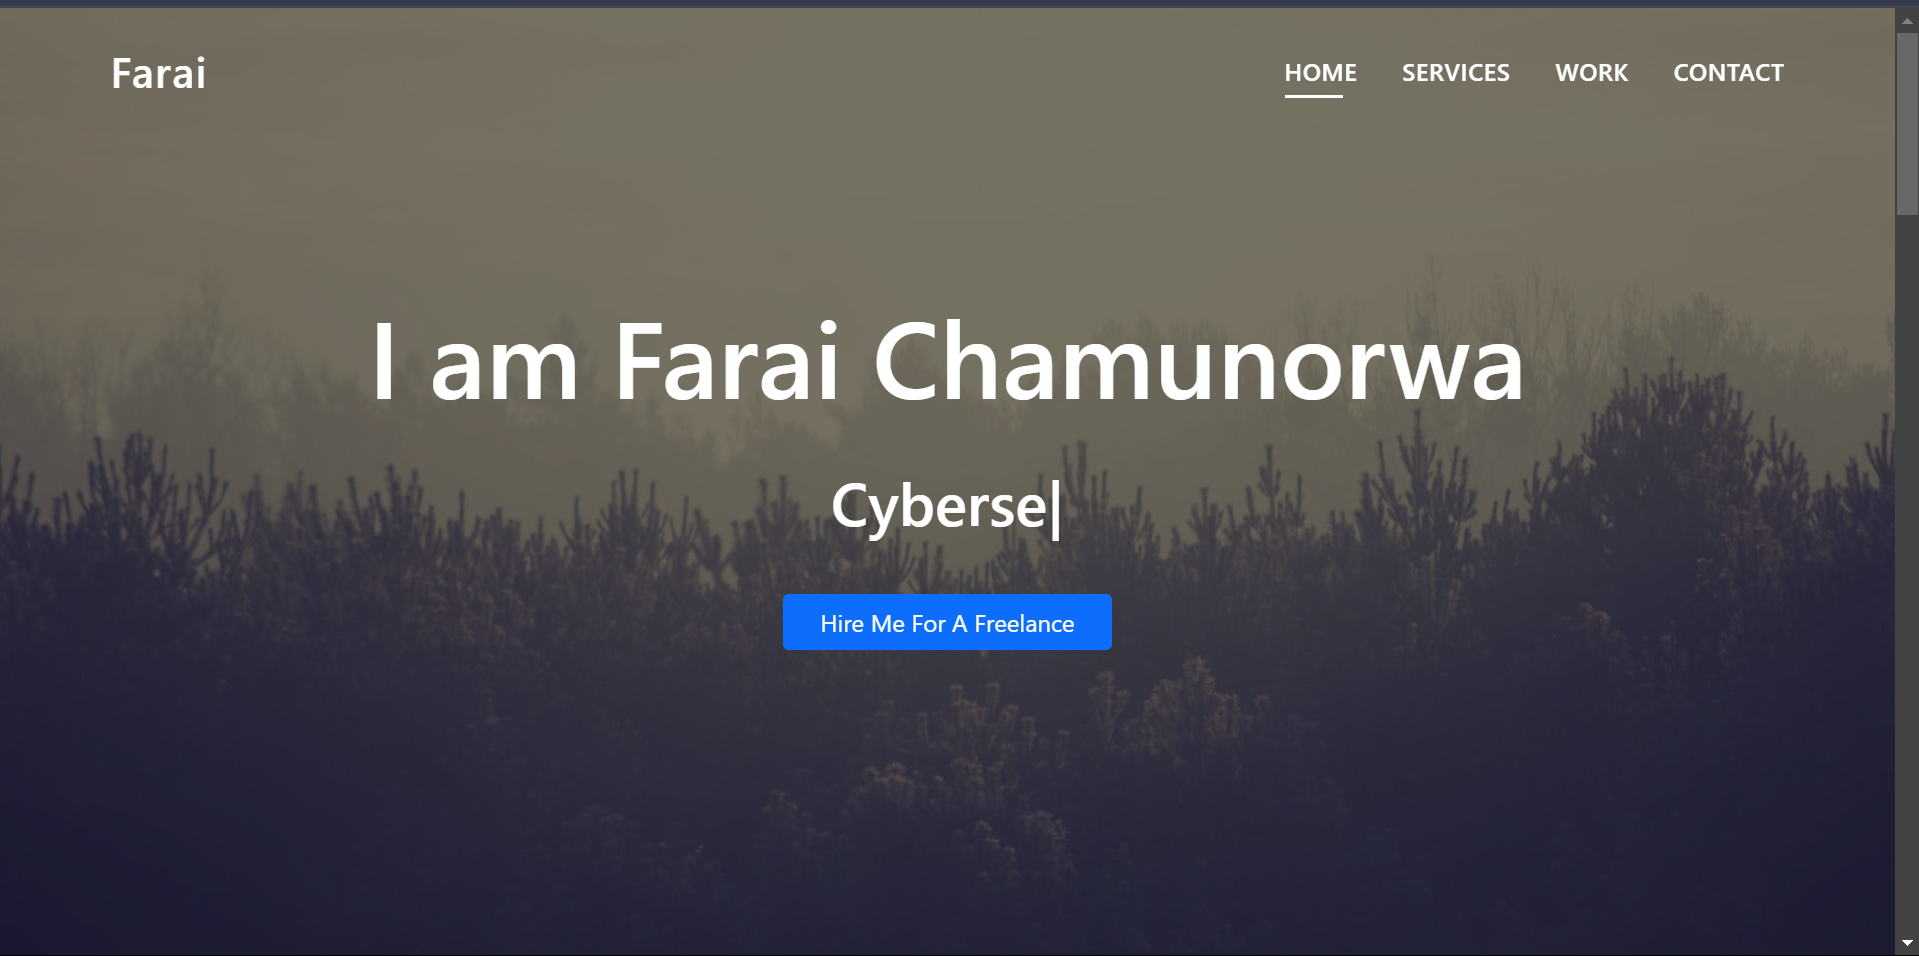 Farai
HOME SERVICES WORK CONTACT
I am Farai Chamunorwa
Cyberse|
Hire Me For A Freelance